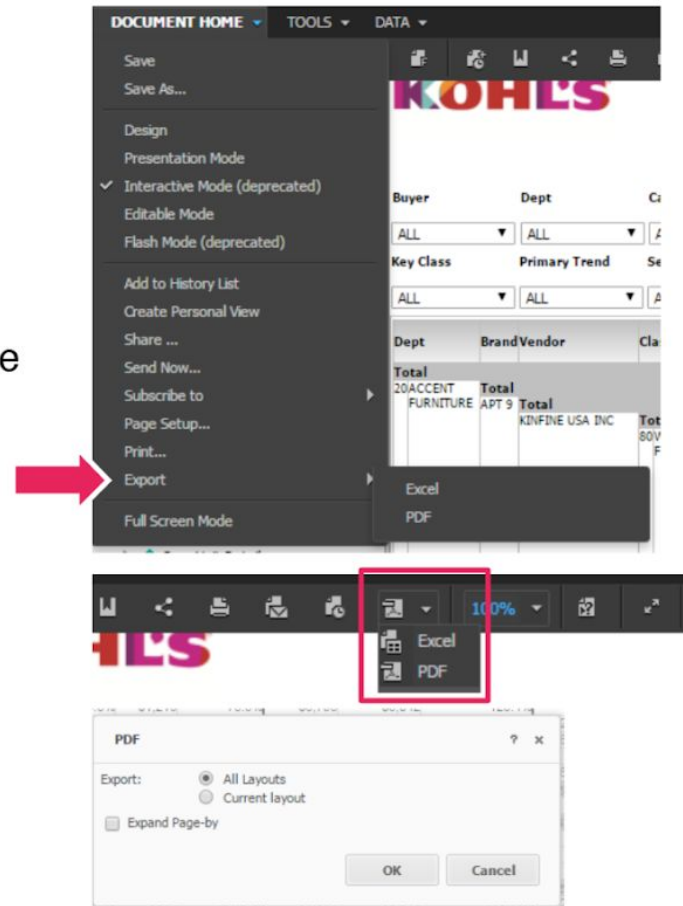 DOCUMENT HOME TOOLS DATA
Save
Save As...
KOHL'S
Design
Presentation Mode
Interactive Mode (deprecated)
Editable Mode
Flash Mode (deprecated)
Buyer Dept
ALL ALL
Key Class Primary Trend
ALL ALL
Add to History List
Create Personal View
Share ...
Send Now...
Subscribe to
Page Setup...
Print...
Export
Full Screen Mode
Dept Brand Vendor
Total
20 ACCENT Total
FURNITURE APT 9 Total
KINFINE USA INC
e
Excel
PDF
100%
Excel
PDF
PDF ? x
Export: All Layouts
Current layout
Expand Page-by
OK Cancel